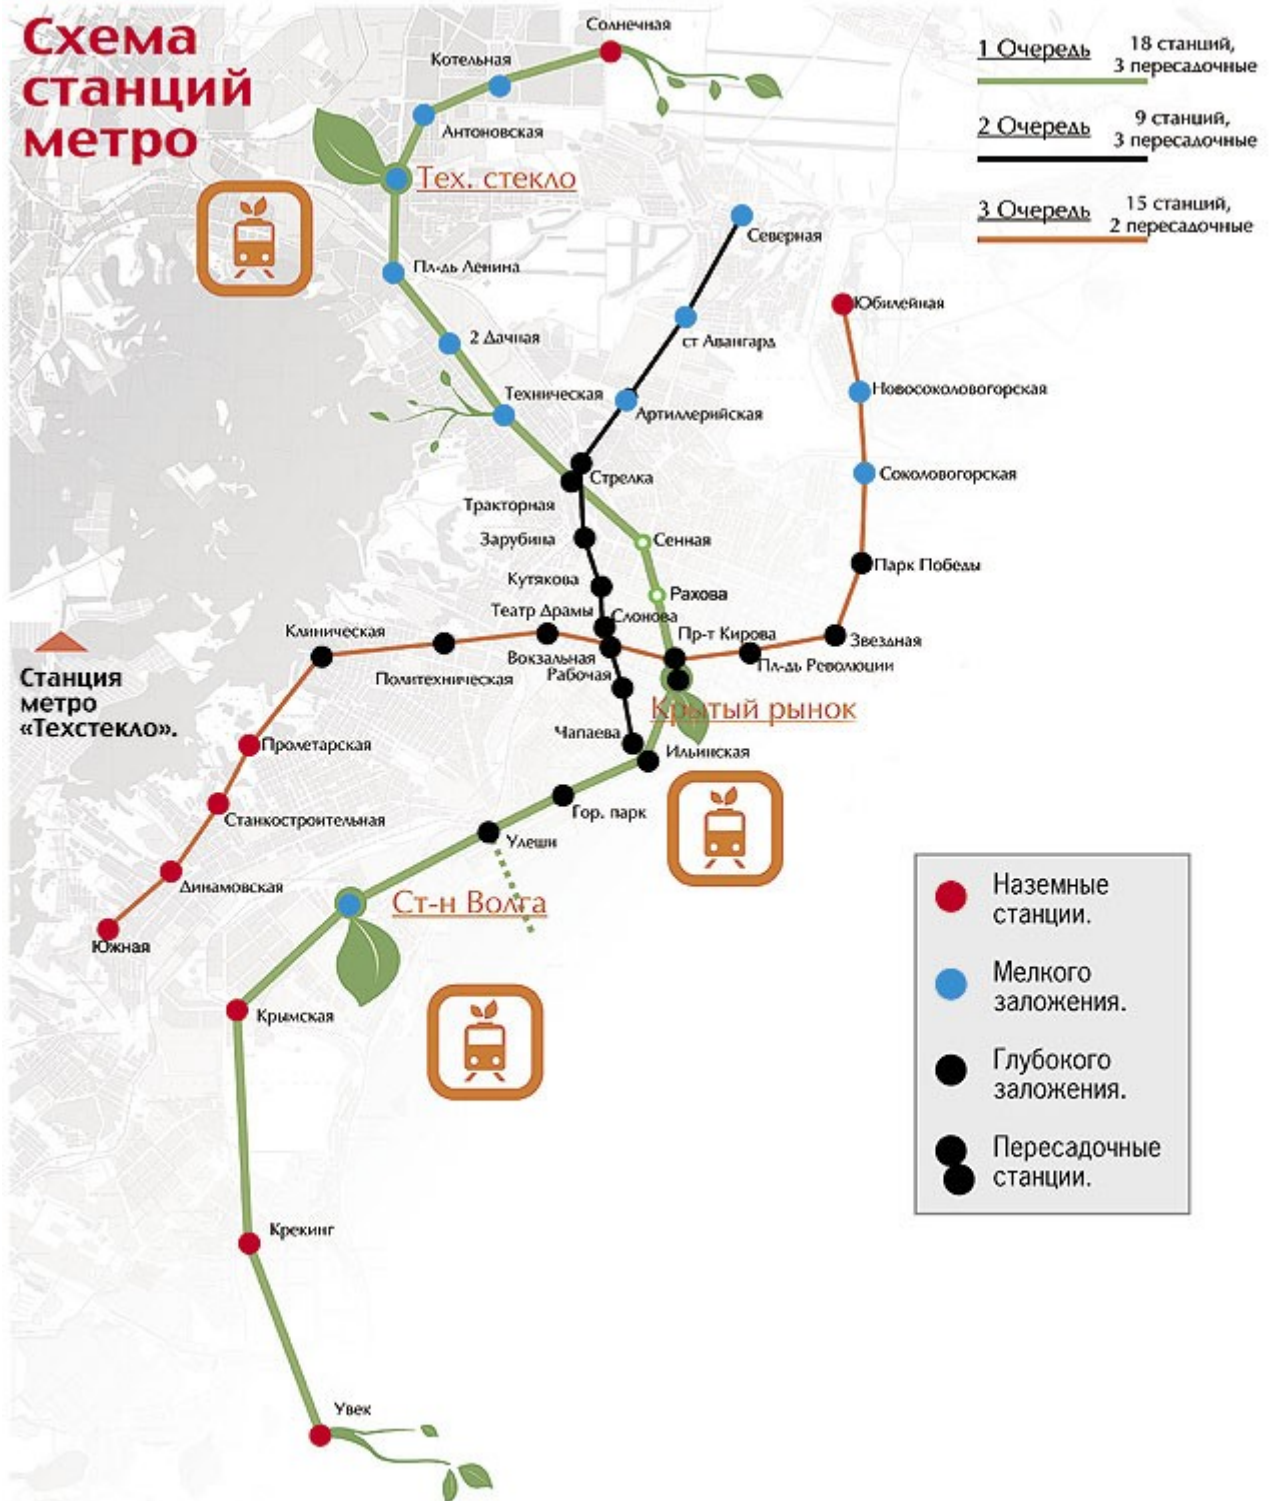 Схема
станций
метро
1 Очередь
18 станций,
3 пересадочные
2 Очередь
9 станций,
3 пересадочные
3 Очередь
15 станций,
2 пересадочные
Солнечная
Котельная
Антоновская
Тех. стекло
Северная
Пл-дь Ленина
Юбилейная
2 Дачная
ст Авангард
Новосоколовогорская
Техническая
Артиллерийская
Стрелка
Соколовогорская
Тракторная
Зарубина
Сенная
Парк Победы
Кутякова
Рахова
Театр Драмы
Слонова
Клиническая
Пр-т Кирова
Звездная
Вокзальная
Пл-дь Революции
Политехническая
Рабочая
Станция
метро
«Техстекло».
Крытый рынок
Чапаева
Пролетарская
Ильинская
Гор. парк
Станкостроительная
Улеши
Динамовская
Ст-н Волга
Южная
Крымская
Наземные
станции.
Мелкого
заложения.
Глубокого
заложения.
Пересадочные
станции.
Крекинг
Увек